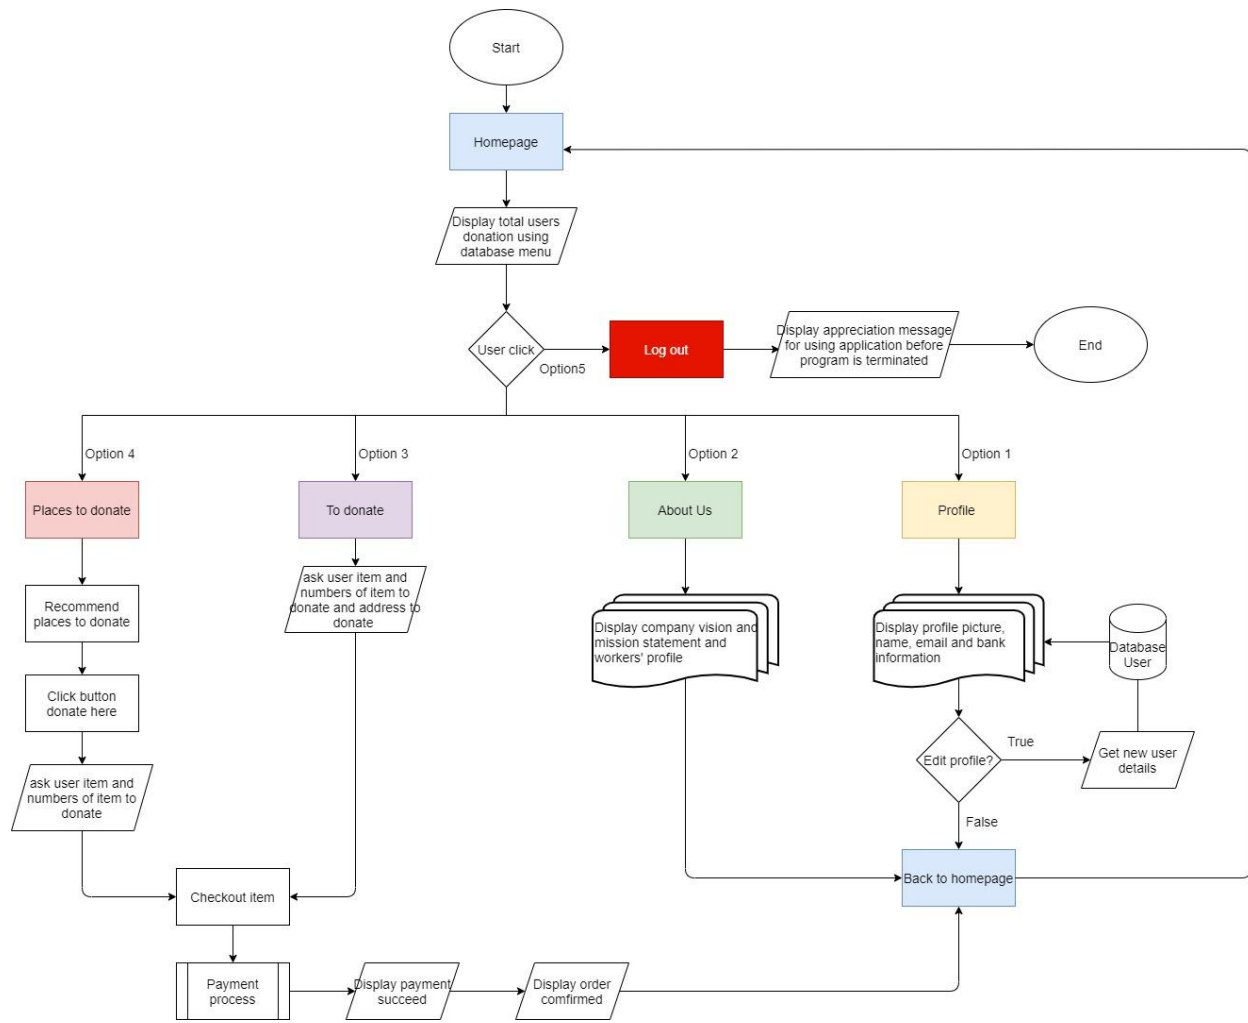 Start
Homepage
Display total users
donation using
database menu
User click
Option5
Log out
Display appreciation message
for using application before
program is terminated
End
Option 4
Option 3
Option 2
Option 1
Places to donate
To donate
About Us
Profile
Recommend
places to donate
ask user item and
numbers of item to
donate and address to
donate
Display company vision and
mission statement and
workers' profile
Display profile picture,
name, email and bank
information
Database
User
Click button
donate here
Edit profile?
True
Get new user
details
ask user item and
numbers of item to
donate
False
Checkout item
Back to homepage
Payment
process
Display payment
succeed
Display order
comfirmed